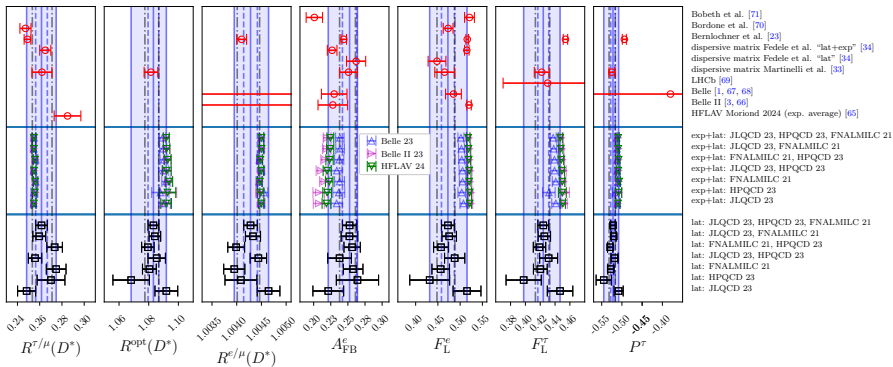 Bobeth et al. [71]
Bordone et al. [70]
Bernlochner et al. [23]
dispersive matrix Fedele et al. "lat+exp" [34]
dispersive matrix Fedele et al. "lat" [34]
dispersive matrix Martinelli et al. [33]
LHCb [69]
Belle [1, 67, 68]
Belle II [3, 66]
HFLAV Moriond 2024 (exp. average) [65]
Belle 23
Belle II 23
HFLAV 24
exp+lat: JLQCD 23, HPQCD 23, FNALMILC 21
exp+lat: JLQCD 23, FNALMILC 21
exp+lat: FNALMILC 21, HPQCD 23
exp+lat: JLQCD 23, HPQCD 23
exp+lat: FNALMILC 21
exp+lat: HPQCD 23
exp+lat: JLQCD 23
lat: JLQCD 23, HPQCD 23, FNALMILC 21
lat: JLQCD 23, FNALMILC 21
lat: FNALMILC 21, HPQCD 23
lat: JLQCD 23, HPQCD 23
lat: FNALMILC 21
lat: HPQCD 23
lat: JLQCD 23
0.24 0.26 0.28 0.30
1.06 1.08 1.10
1.0035 1.0040 1.0045 1.0050
0.20 0.22 0.25 0.28 0.30
0.40 0.45 0.50 0.55
0.38 0.40 0.42 0.44 0.46
-0.55 -0.50 -0.45 -0.40
R^{τ/μ}(D*)
R^{opt}(D*)
R^{e/μ}(D*)
A^e_{FB}
F^e_L
F^τ_L
P^τ